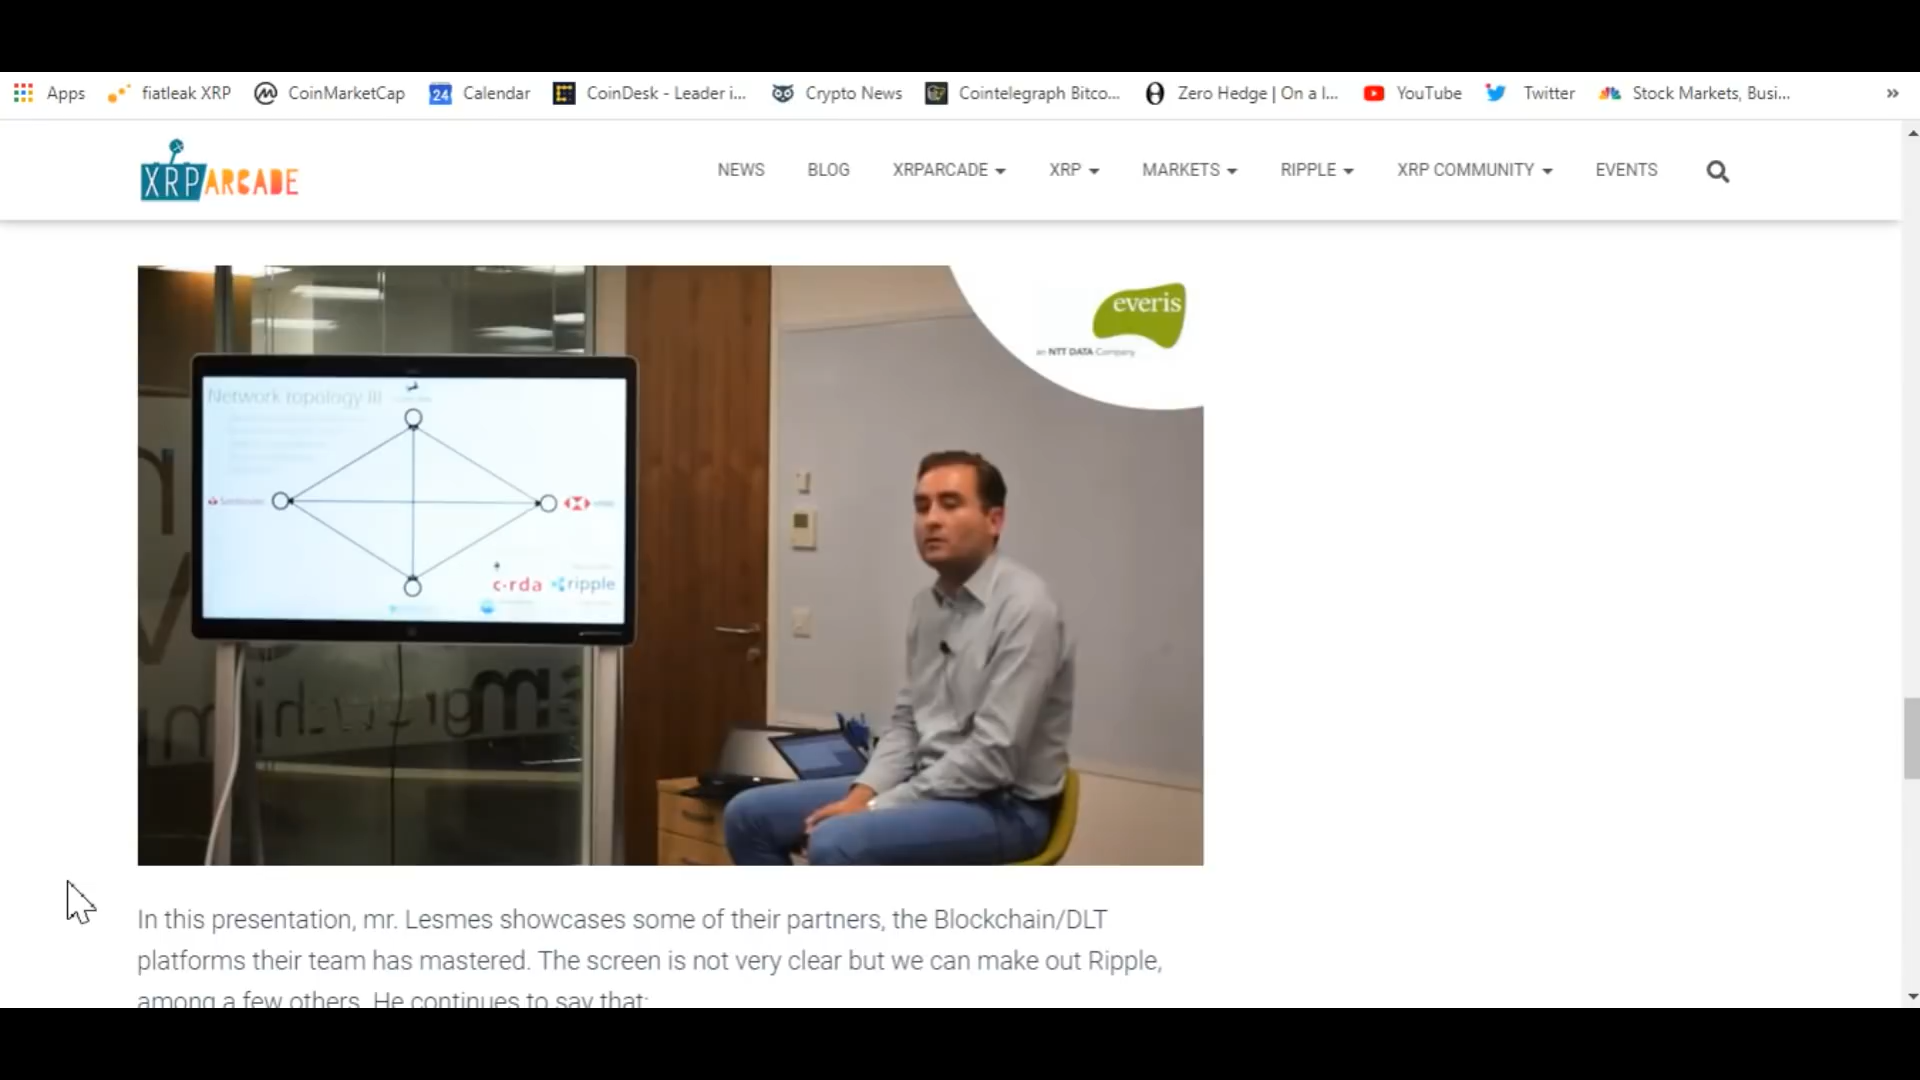 Apps fiatleak XRP CoinMarketCap 24 Calendar CoinDesk - Leader i... Crypto News Cointelegraph Bitco... Zero Hedge | On a l... YouTube Twitter Stock Markets, Busi... »
XRPARCADE NEWS BLOG XRPARCADE XRP MARKETS RIPPLE XRP COMMUNITY EVENTS
everis
an NTT DATA Company
Network topology III
Santander
c·rda ripple
In this presentation, mr. Lesmes showcases some of their partners, the Blockchain/DLT
platforms their team has mastered. The screen is not very clear but we can make out Ripple,
among a few others. He continues to say that: